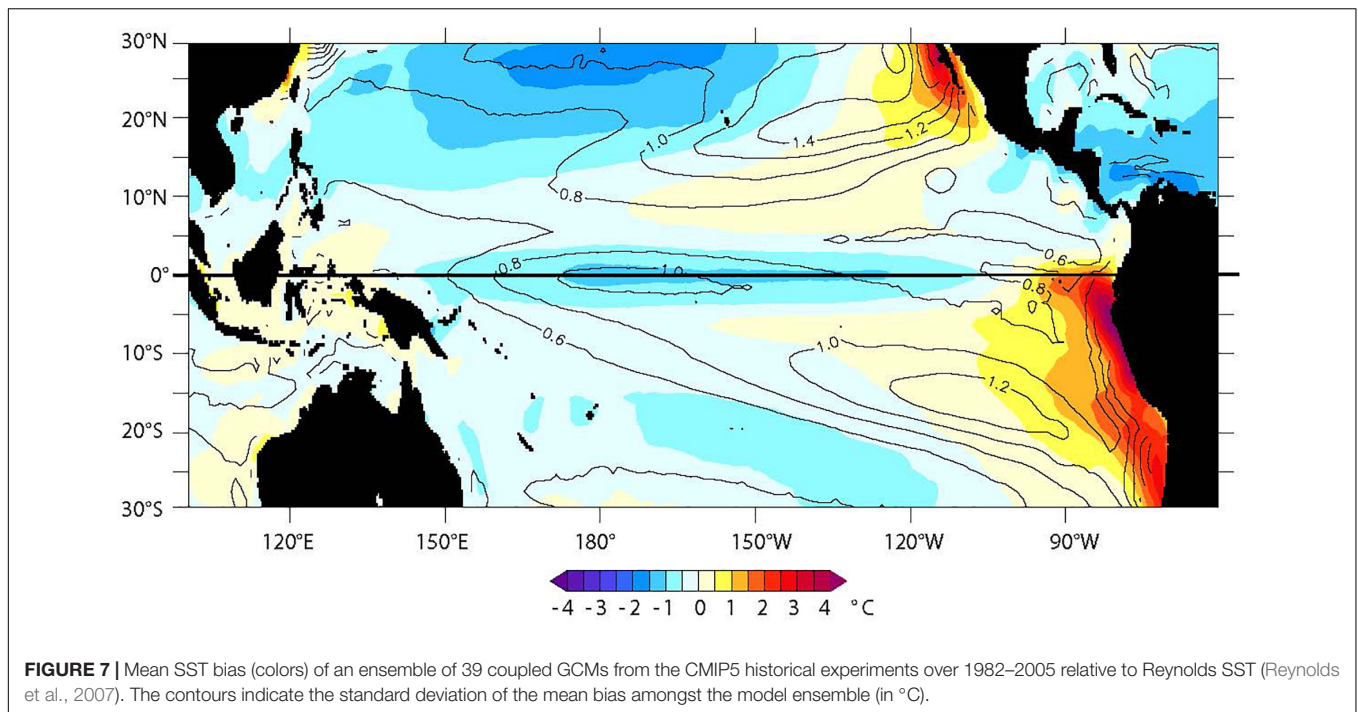 30°N
20°N
10°N
0°
10°S
20°S
30°S
1.4
1.2
1.0
0.8
0.6
0.8
1.0
0.8
0.6
1.0
1.2
120°E 150°E 180° 150°W 120°W 90°W
-4 -3 -2 -1 0 1 2 3 4 °C
FIGURE 7 | Mean SST bias (colors) of an ensemble of 39 coupled GCMs from the CMIP5 historical experiments over 1982–2005 relative to Reynolds SST (Reynolds
et al., 2007). The contours indicate the standard deviation of the mean bias amongst the model ensemble (in °C).